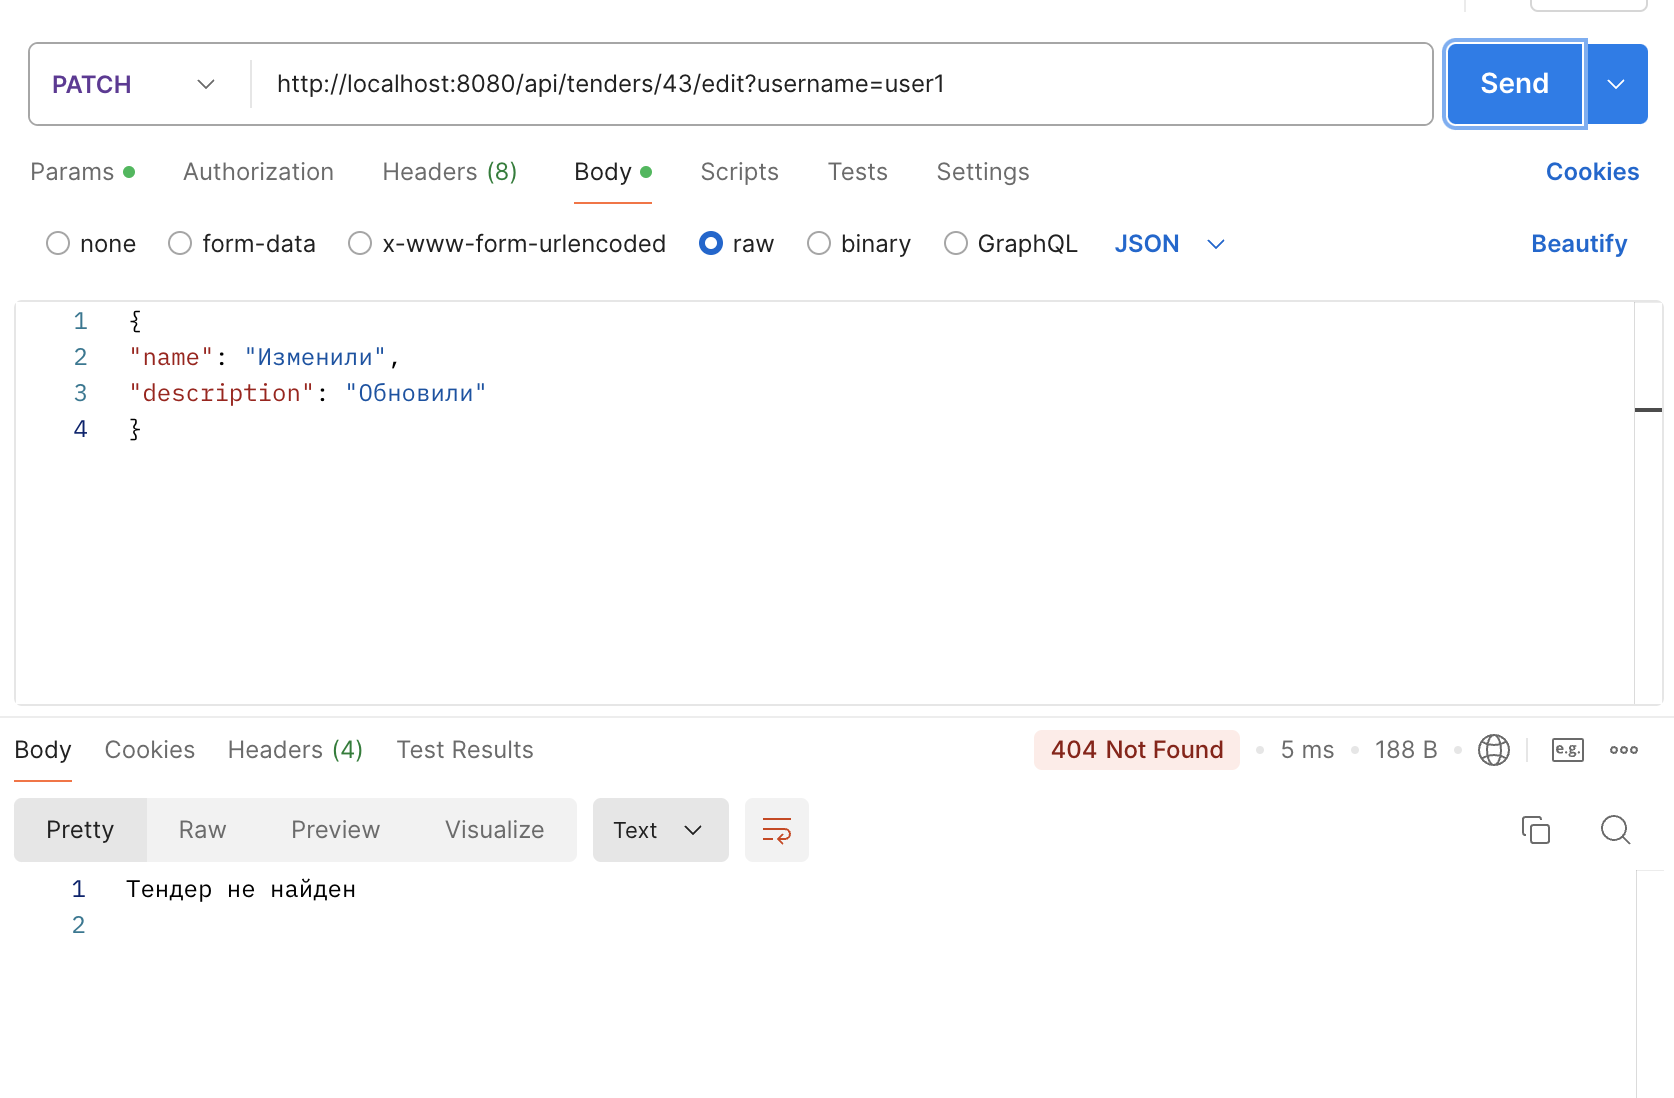 PATCH http://localhost:8080/api/tenders/43/edit?username=user1 Send
Params Authorization Headers (8) Body Scripts Tests Settings Cookies
none form-data x-www-form-urlencoded raw binary GraphQL JSON Beautify
1 {
2 "name": "Изменили",
3 "description": "Обновили"
4 }
Body Cookies Headers (4) Test Results 404 Not Found 5 ms 188 B e.g.
Pretty Raw Preview Visualize Text
1 Тендер не найден
2